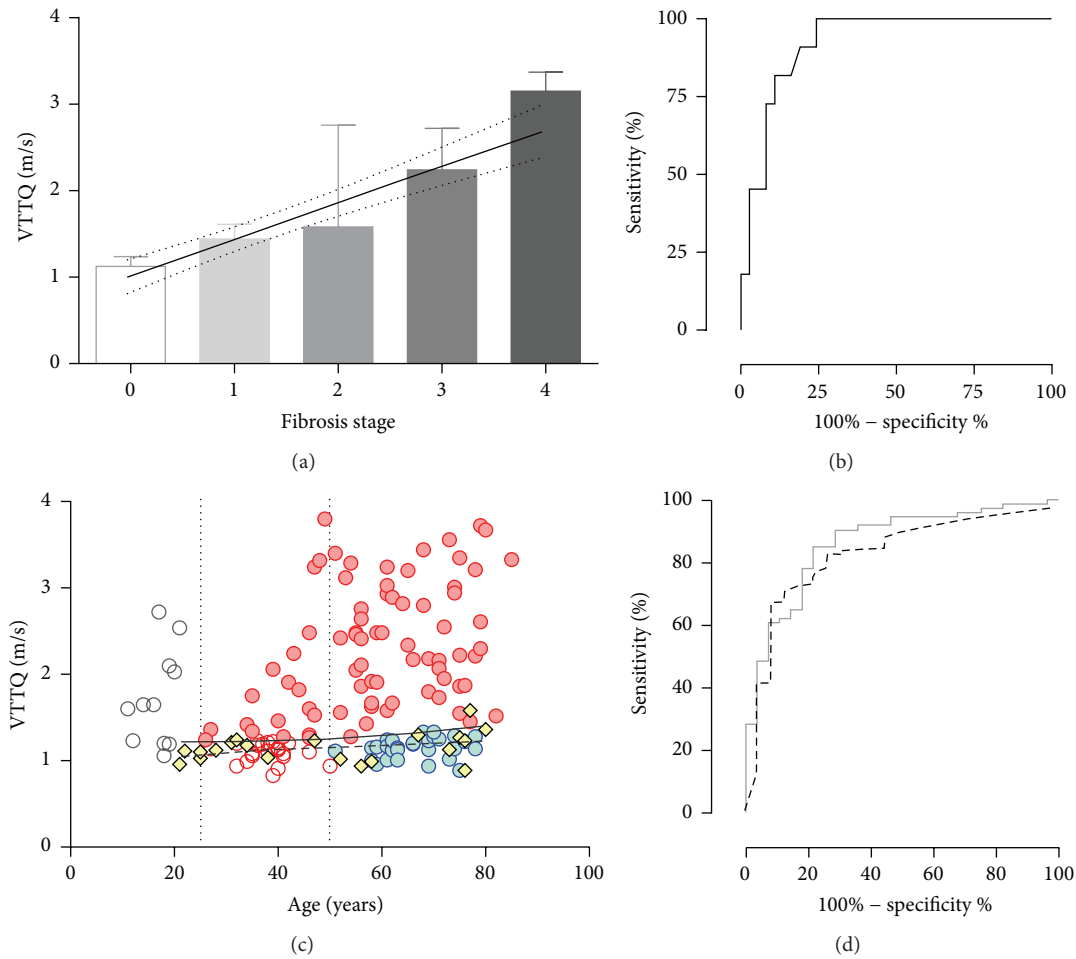 4
3
2
1
0
VTTQ (m/s)
0 1 2 3 4
Fibrosis stage
(a)
100
75
50
25
0
Sensitivity (%)
0 25 50 75 100
100% − specificity %
(b)
4
3
2
1
0
VTTQ (m/s)
0 20 40 60 80 100
Age (years)
(c)
100
80
60
40
20
0
Sensitivity (%)
0 20 40 60 80 100
100% − specificity %
(d)